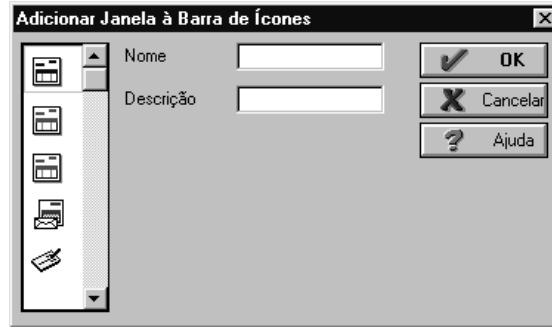 Adicionar Janela à Barra de Ícones
Nome
OK
Descrição
Cancelar
Ajuda